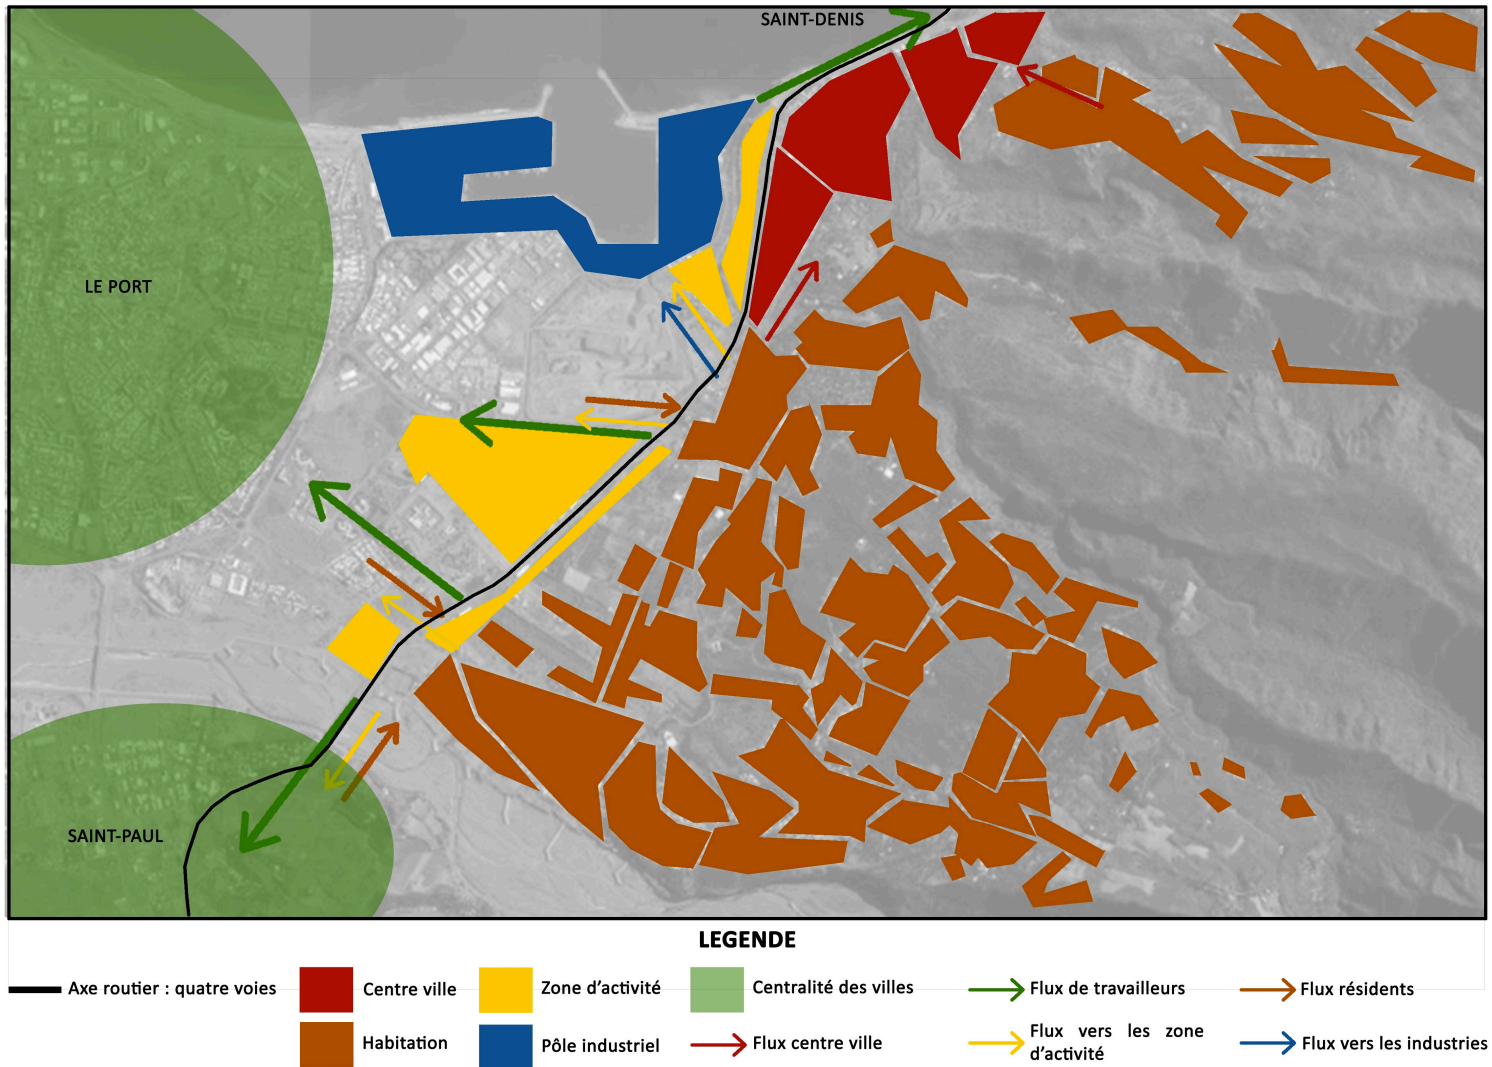 SAINT-DENIS
LE PORT
SAINT-PAUL
LEGENDE
Axe routier : quatre voies
Centre ville
Zone d'activité
Centralité des villes
Flux de travailleurs
Flux résidents
Habitation
Pôle industriel
Flux centre ville
Flux vers les zone
d'activité
Flux vers les industries